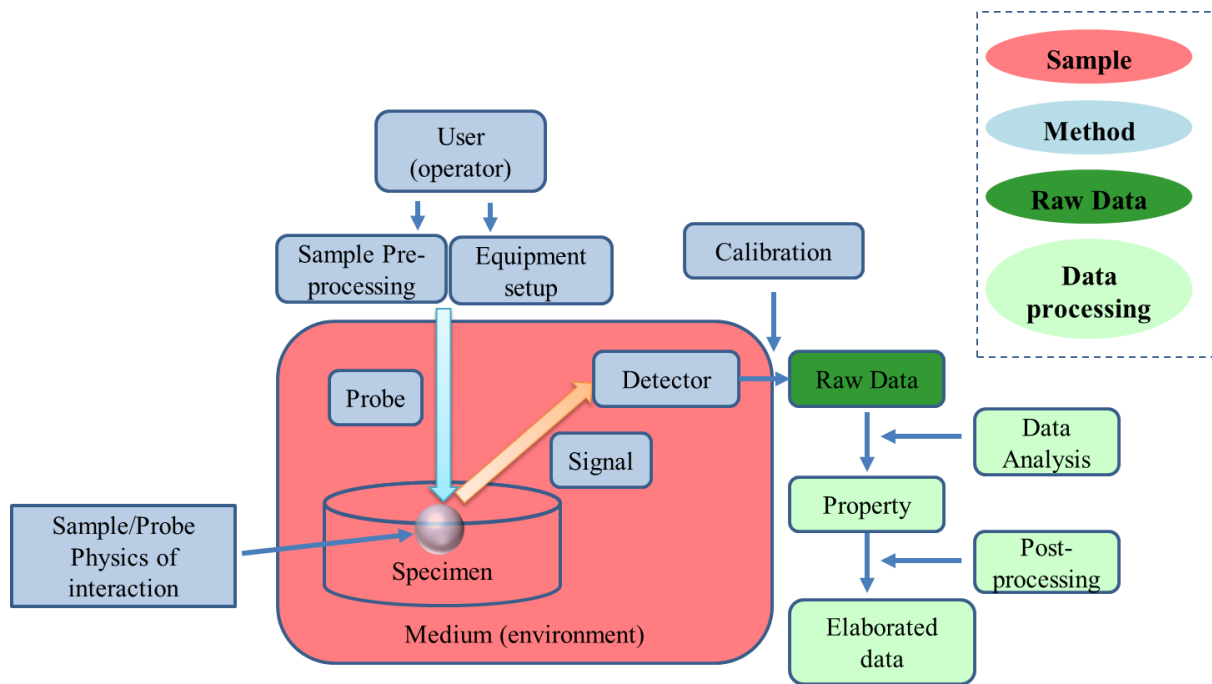 Sample
Method
Raw Data
Data
processing
User
(operator)
Sample Pre-
processing
Equipment
setup
Calibration
Probe
Detector
Raw Data
Signal
Data
Analysis
Property
Sample/Probe
Physics of
interaction
Specimen
Post-
processing
Medium (environment)
Elaborated
data